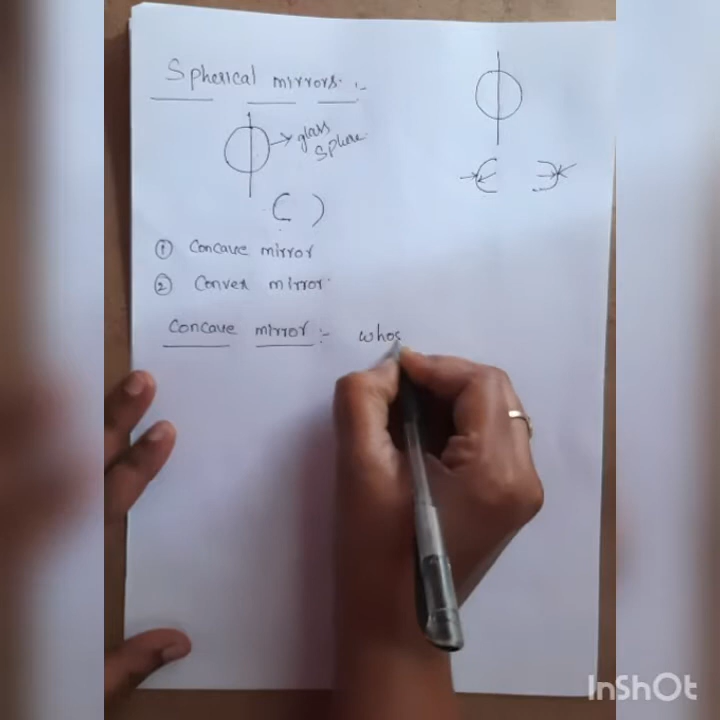 Spherical mirrors :-
glass
sphere
① Concave mirror
② Convex mirror
Concave mirror :- whos
InShOt